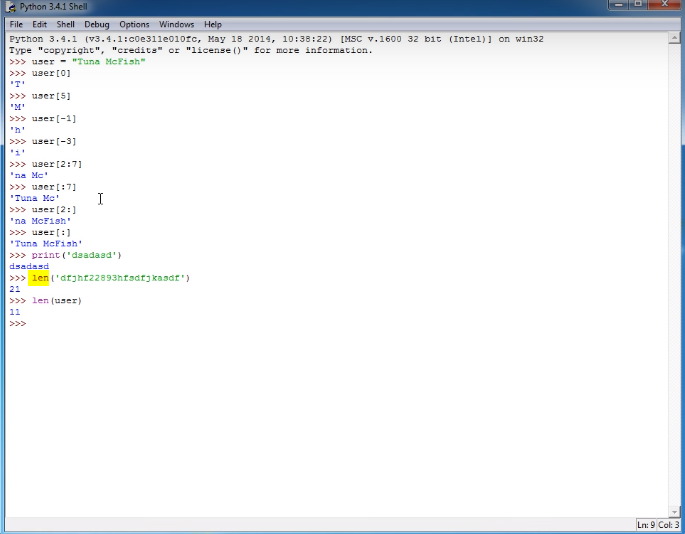 Python 3.4.1 Shell
File Edit Shell Debug Options Windows Help
Python 3.4.1 (v3.4.1:c0e311e010fc, May 18 2014, 10:38:22) [MSC v.1600 32 bit (Intel)] on win32
Type "copyright", "credits" or "license()" for more information.
>>> user = "Tuna McFish"
>>> user[0]
'T'
>>> user[5]
'M'
>>> user[-1]
'h'
>>> user[-3]
'i'
>>> user[2:7]
'na Mc'
>>> user[:7]
'Tuna Mc'
>>> user[2:]
'na McFish'
>>> user[:]
'Tuna McFish'
>>> print('dsadasd')
dsadasd
>>> len('dfjhf22893hfsdfjkasdf')
21
>>> len(user)
11
>>>
Ln: 9 Col: 3